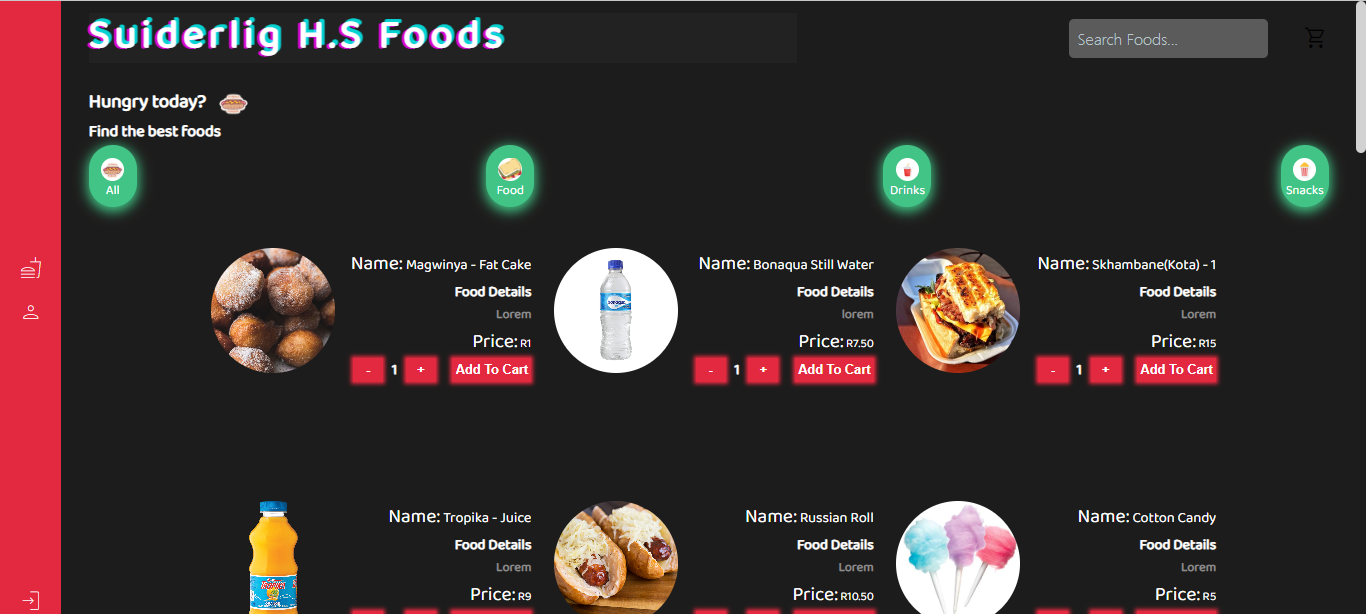 Suiderlig H.S Foods
Search Foods...
Hungry today?
Find the best foods
All
Food
Drinks
Snacks
Name: Magwinya - Fat Cake
Food Details
Lorem
Price: R1
- 1 + Add To Cart
bonaqua
Name: Bonaqua Still Water
Food Details
lorem
Price: R7.50
- 1 + Add To Cart
Name: Skhambane(Kota) - 1
Food Details
Lorem
Price: R15
- 1 + Add To Cart
Name: Tropika - Juice
Food Details
Lorem
Price: R9
Name: Russian Roll
Food Details
Lorem
Price: R10.50
Name: Cotton Candy
Food Details
Lorem
Price: R5